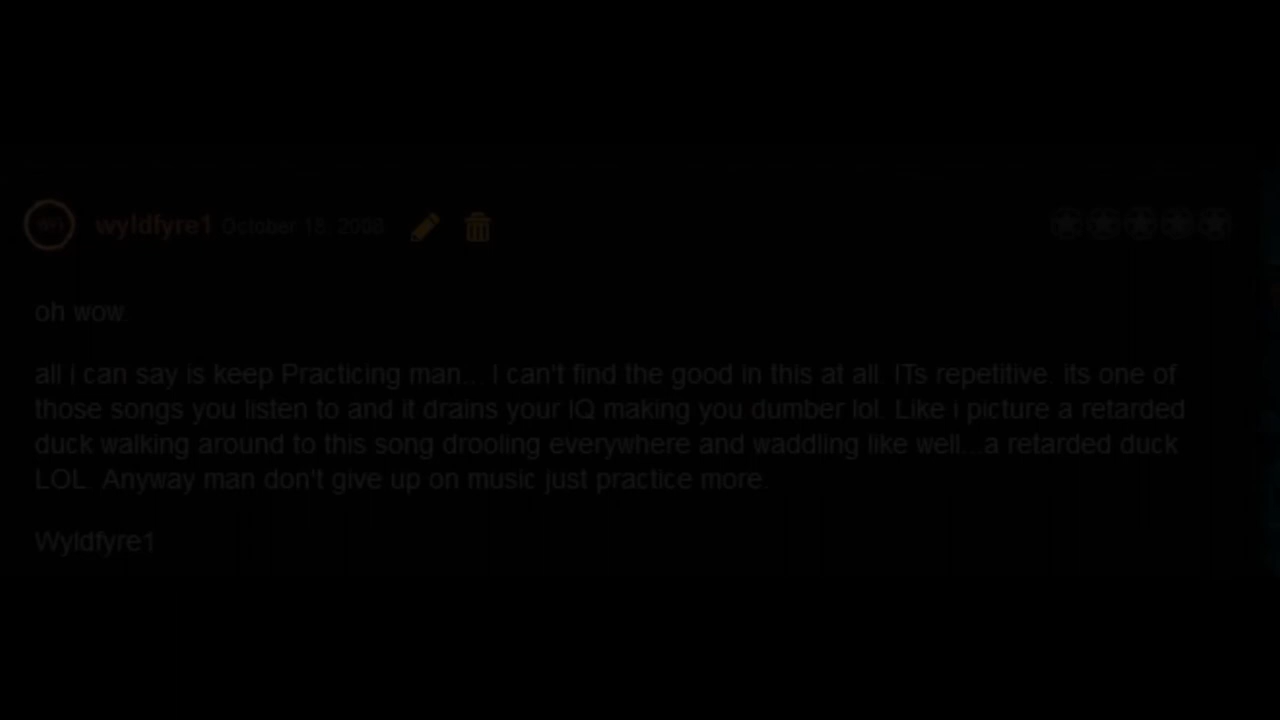 wyldfyre1 October 15, 2008
oh wow.
all i can say is keep Practicing man... I can't find the good in this at all. ITs repetitive. its one of
those songs you listen to and it drains your IQ making you dumber lol. Like i picture a retarded
duck walking around to this song drooling everywhere and waddling like well...a retarded duck
LOL. Anyway man don't give up on music just practice more.
Wyldfyre1